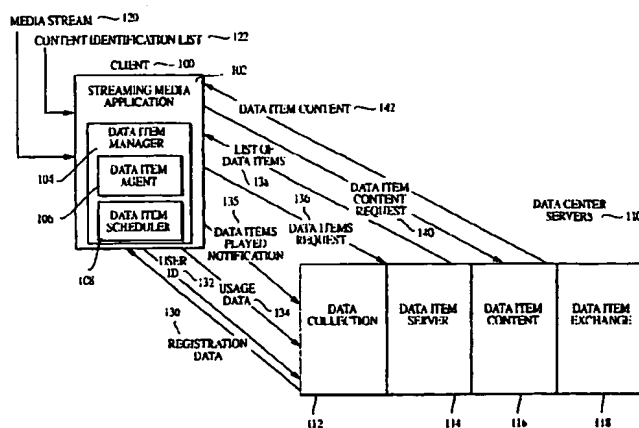 MEDIA STREAM 120
CONTENT IDENTIFICATION LIST 122
CLIENT 100
102
STREAMING MEDIA
APPLICATION
DATA ITEM
MANAGER
104
DATA ITEM
AGENT
106
DATA ITEM
SCHEDULER
108
DATA ITEM CONTENT 142
LIST OF
DATA ITEMS
138
DATA ITEM
CONTENT
REQUEST
140
136
DATA ITEMS
REQUEST
135
DATA ITEMS
PLAYED
NOTIFICATION
USER
ID 132
USAGE
DATA 134
130
REGISTRATION
DATA
DATA CENTER
SERVERS
110
DATA
COLLECTION
DATA ITEM
SERVER
DATA ITEM
CONTENT
DATA ITEM
EXCHANGE
112
114
116
118